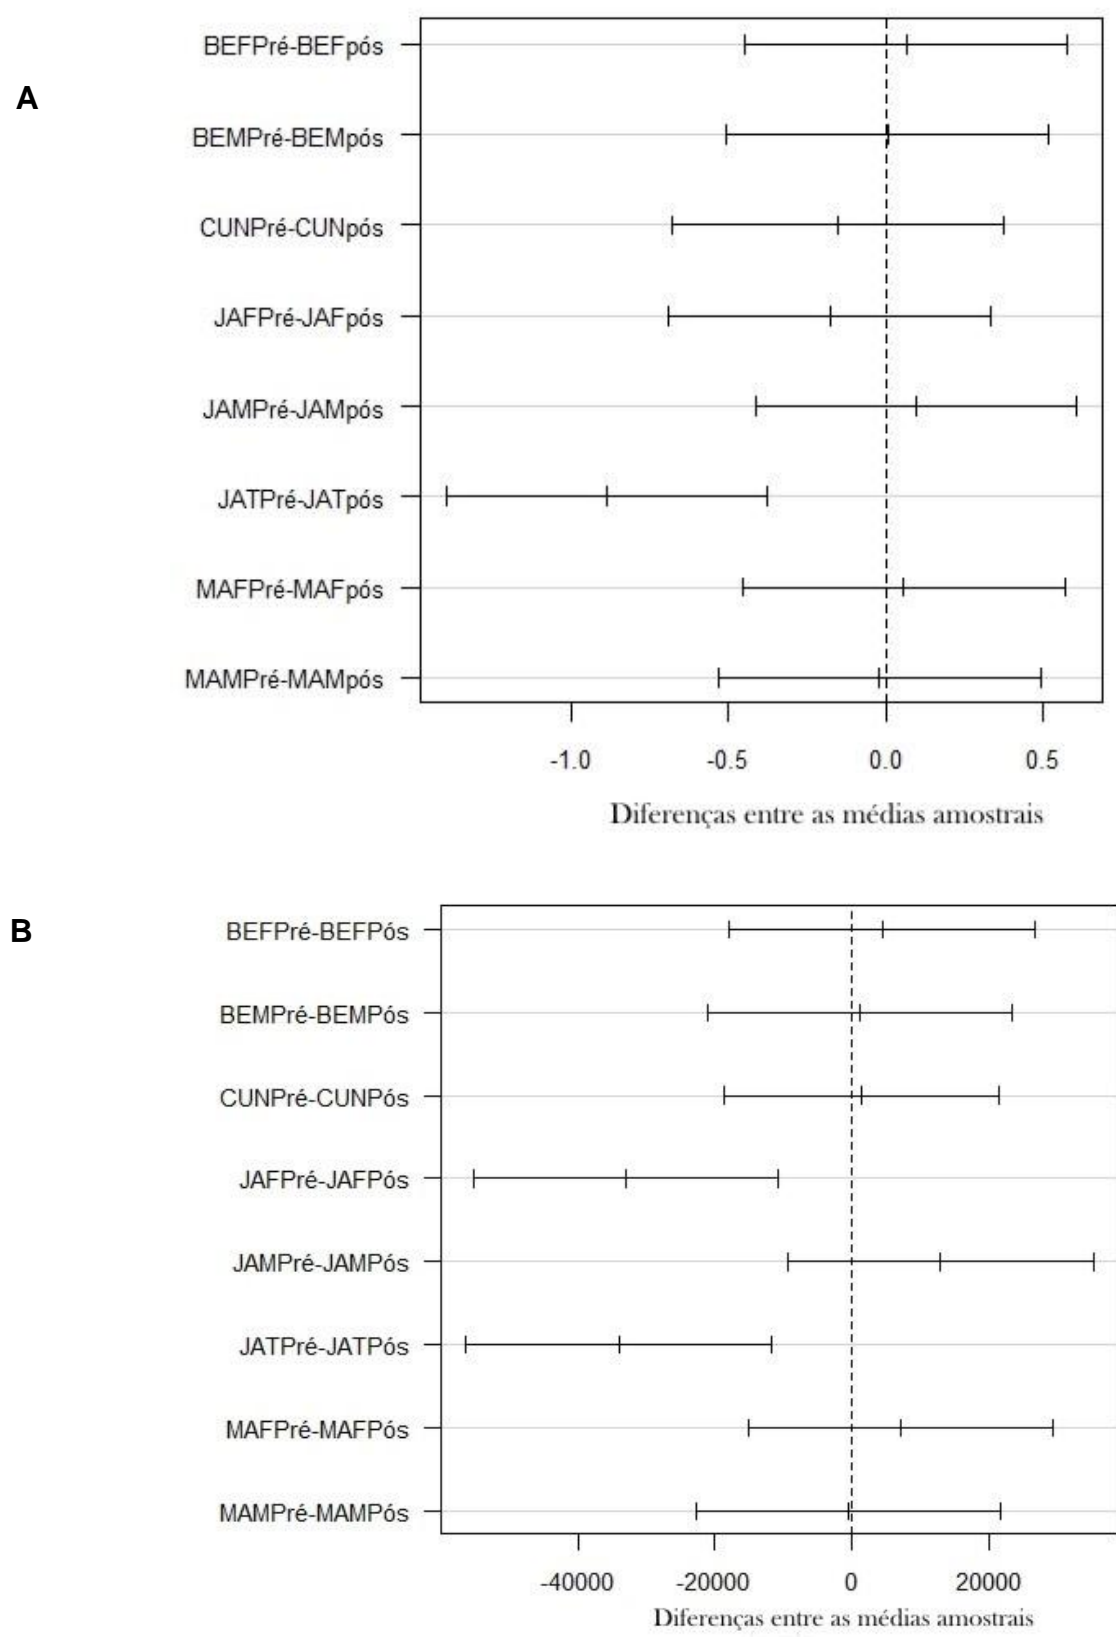 A
BEFPré-BEFpós
BEMPré-BEMpós
CUNPré-CUNpós
JAFPré-JAFpós
JAMPré-JAMpós
JATPré-JATpós
MAFPré-MAFpós
MAMPré-MAMpós
-1.0 -0.5 0.0 0.5
Diferenças entre as médias amostrais
B
BEFPré-BEFPós
BEMPré-BEMPós
CUNPré-CUNPós
JAFPré-JAFPós
JAMPré-JAMPós
JATPré-JATPós
MAFPré-MAFPós
MAMPré-MAMPós
-40000 -20000 0 20000
Diferenças entre as médias amostrais